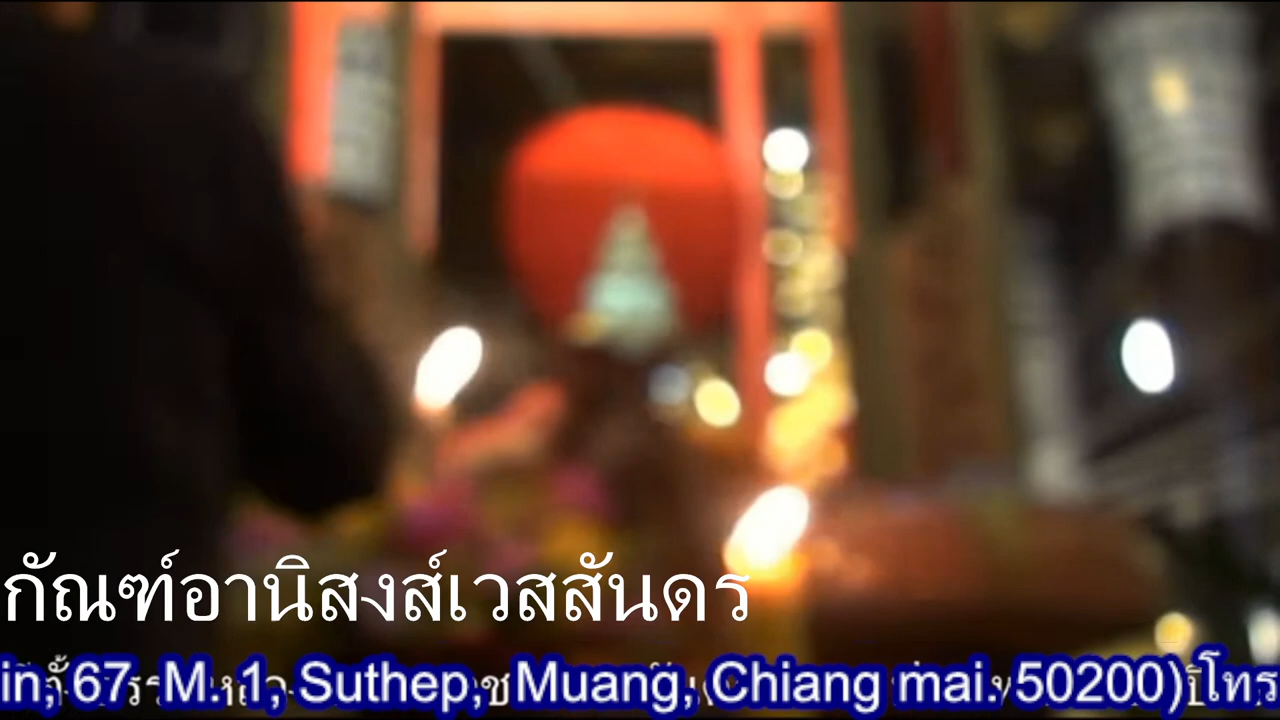 กัณฑ์อานิสงส์เวสสันดร
in, 67 M. 1, Suthep, Muang, Chiang mai. 50200) โทร